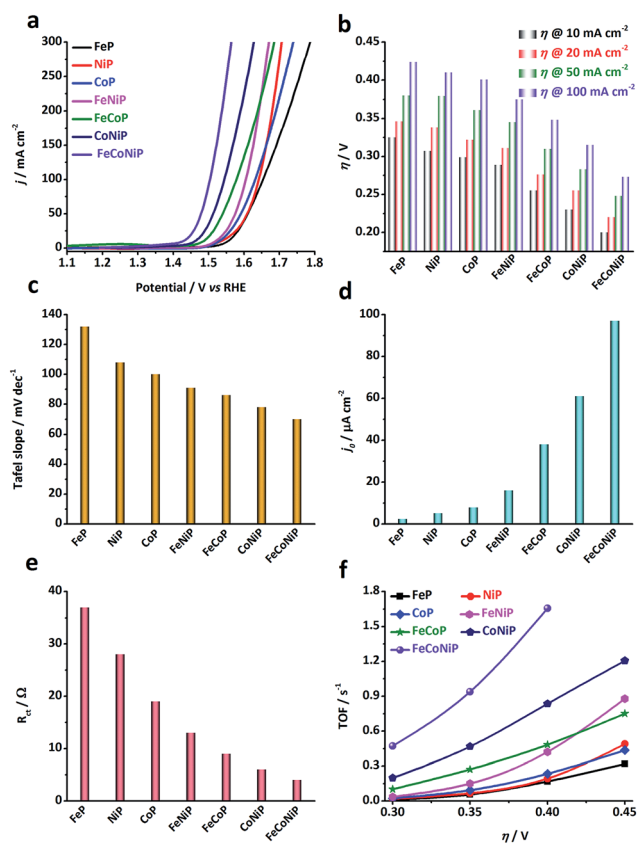 a
j / mA cm⁻²
300
250
200
150
100
50
0
FeP
NiP
CoP
FeNiP
FeCoP
CoNiP
FeCoNiP
1.1 1.2 1.3 1.4 1.5 1.6 1.7 1.8
Potential / V vs RHE
b
η / V
0.45
0.40
0.35
0.30
0.25
0.20
η @ 10 mA cm⁻²
η @ 20 mA cm⁻²
η @ 50 mA cm⁻²
η @ 100 mA cm⁻²
FeP NiP CoP FeNiP FeCoP CoNiP FeCoNiP
c
Tafel slope / mV dec⁻¹
140
120
100
80
60
40
20
0
FeP NiP CoP FeNiP FeCoP CoNiP FeCoNiP
d
j₀ / µA cm⁻²
100
80
60
40
20
0
FeP NiP CoP FeNiP FeCoP CoNiP FeCoNiP
e
Rct / Ω
40
30
20
10
0
FeP NiP CoP FeNiP FeCoP CoNiP FeCoNiP
f
TOF / s⁻¹
1.8
1.5
1.2
0.9
0.6
0.3
0.0
FeP NiP
CoP FeNiP
FeCoP CoNiP
FeCoNiP
0.30 0.35 0.40 0.45
η / V